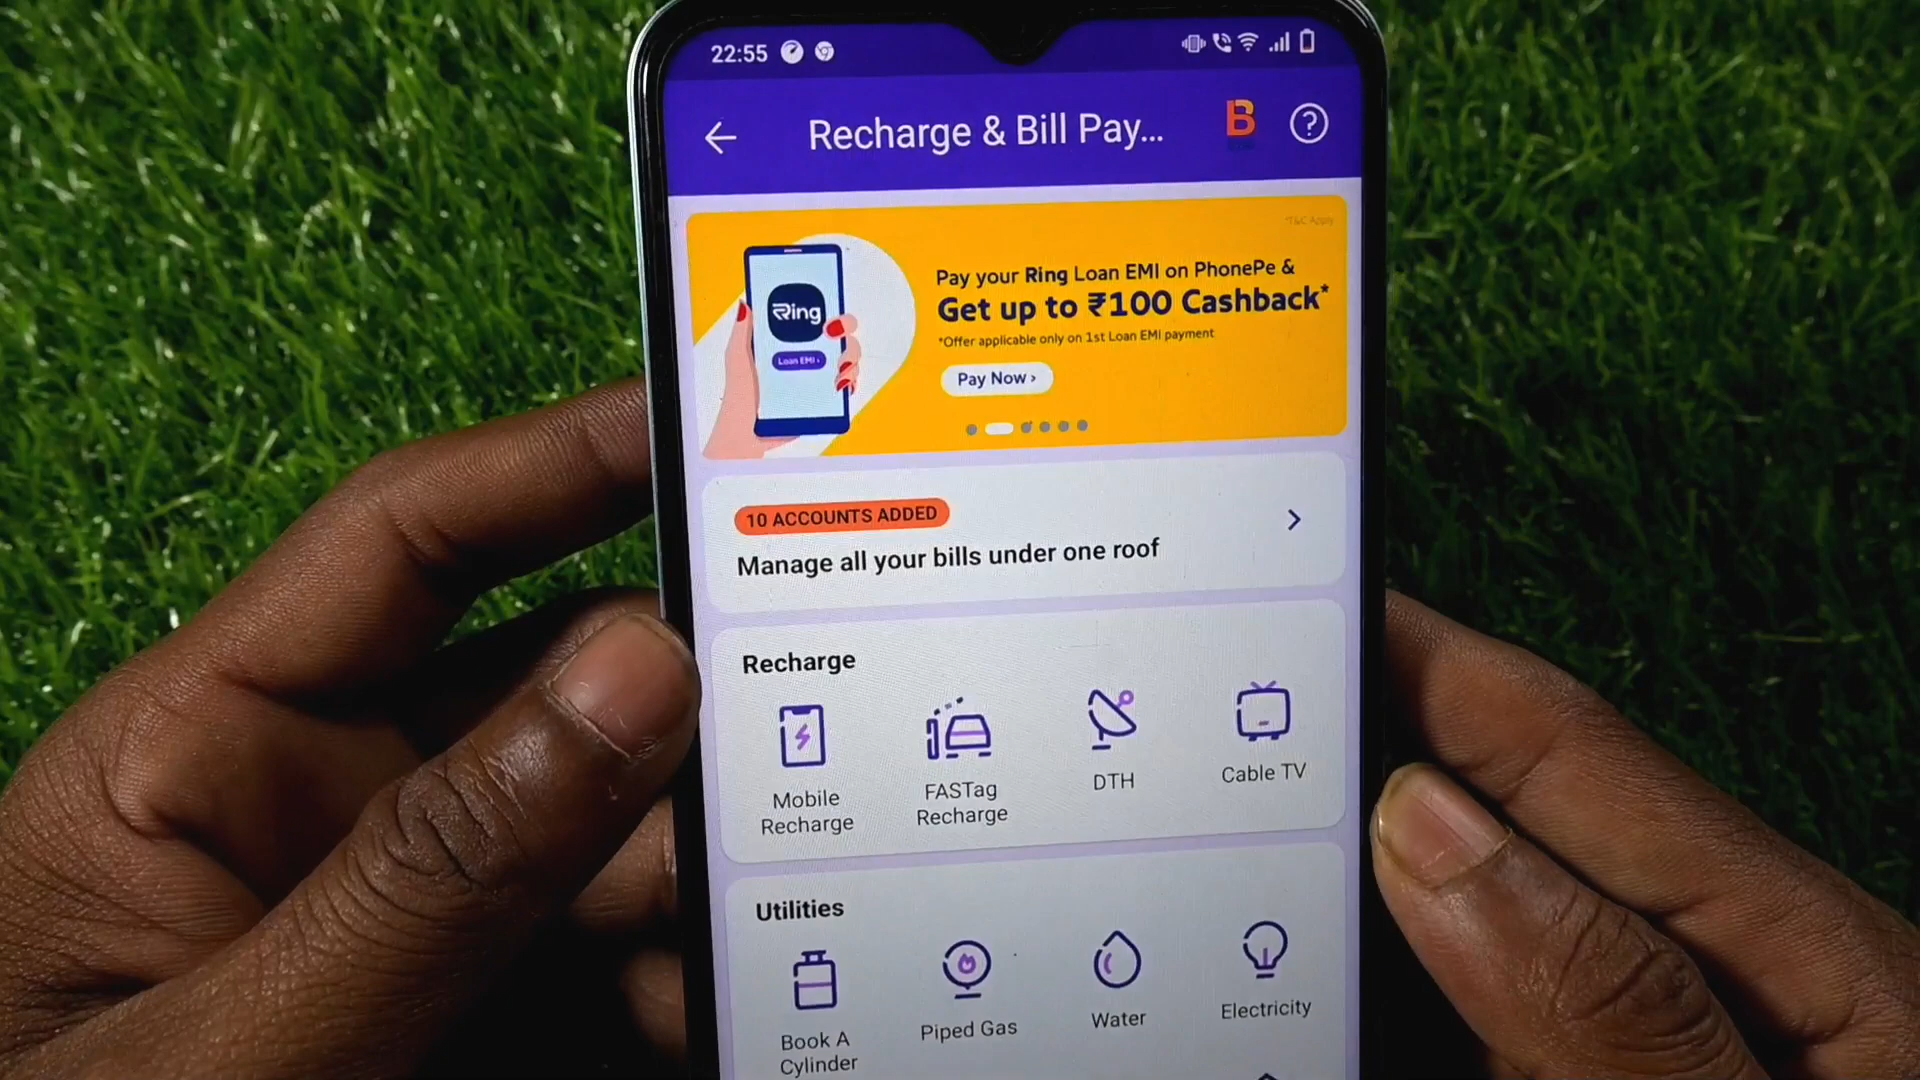 22:55
Recharge & Bill Pay...
*T&C Apply
Ring
Loan EMI ›
Pay your Ring Loan EMI on PhonePe &
Get up to ₹100 Cashback*
*Offer applicable only on 1st Loan EMI payment
Pay Now ›
10 ACCOUNTS ADDED
Manage all your bills under one roof
Recharge
Mobile
Recharge
FASTag
Recharge
DTH
Cable TV
Utilities
Book A
Cylinder
Piped Gas
Water
Electricity